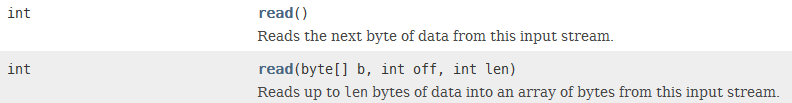 int read()
Reads the next byte of data from this input stream.
int read(byte[] b, int off, int len)
Reads up to len bytes of data into an array of bytes from this input stream.